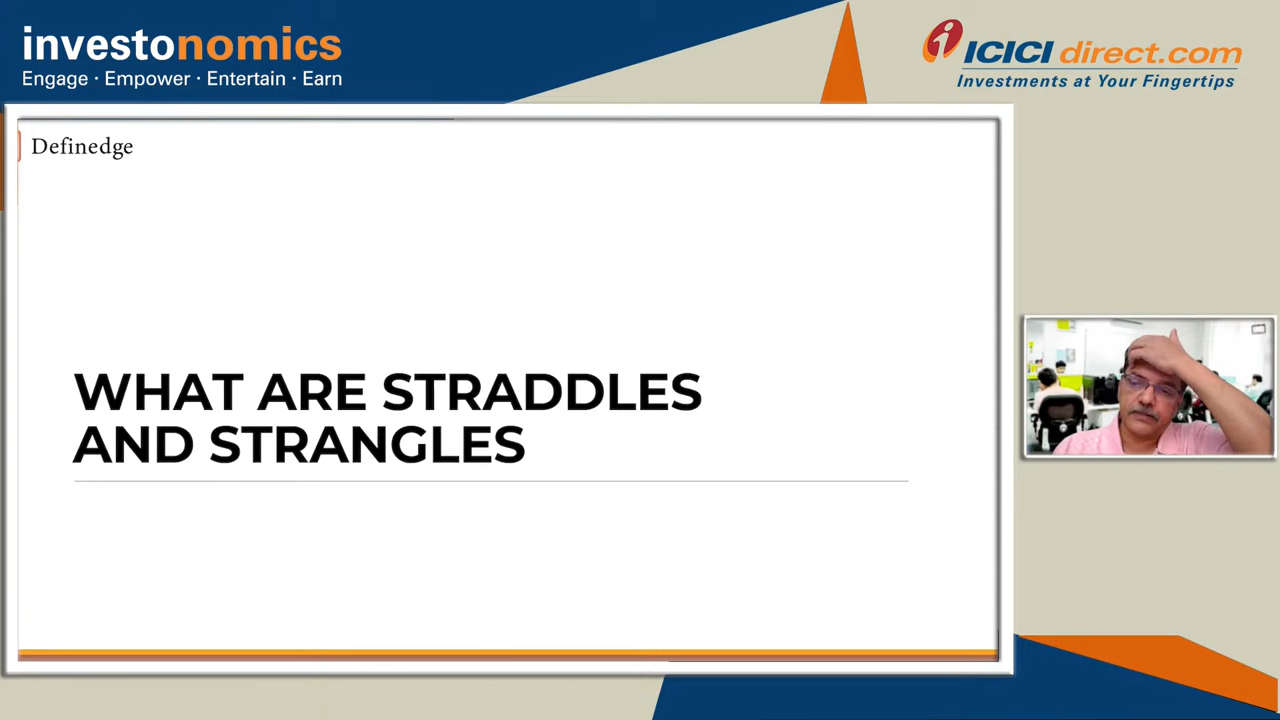 investonomics
Engage · Empower · Entertain · Earn
ICICI direct.com
Investments at Your Fingertips
Definedge
WHAT ARE STRADDLES
AND STRANGLES